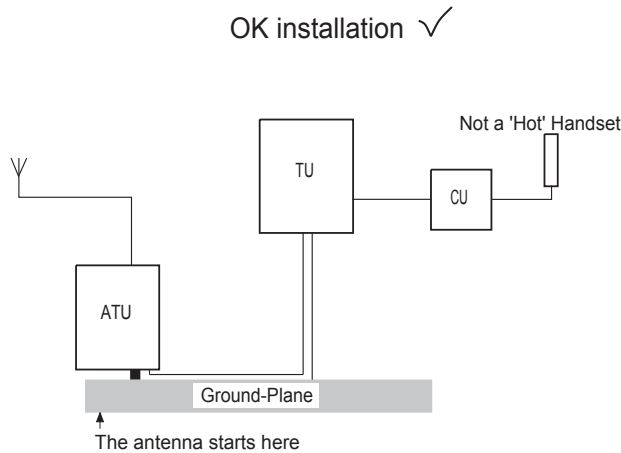 OK installation ✓
Not a 'Hot' Handset
TU
CU
ATU
Ground-Plane
The antenna starts here